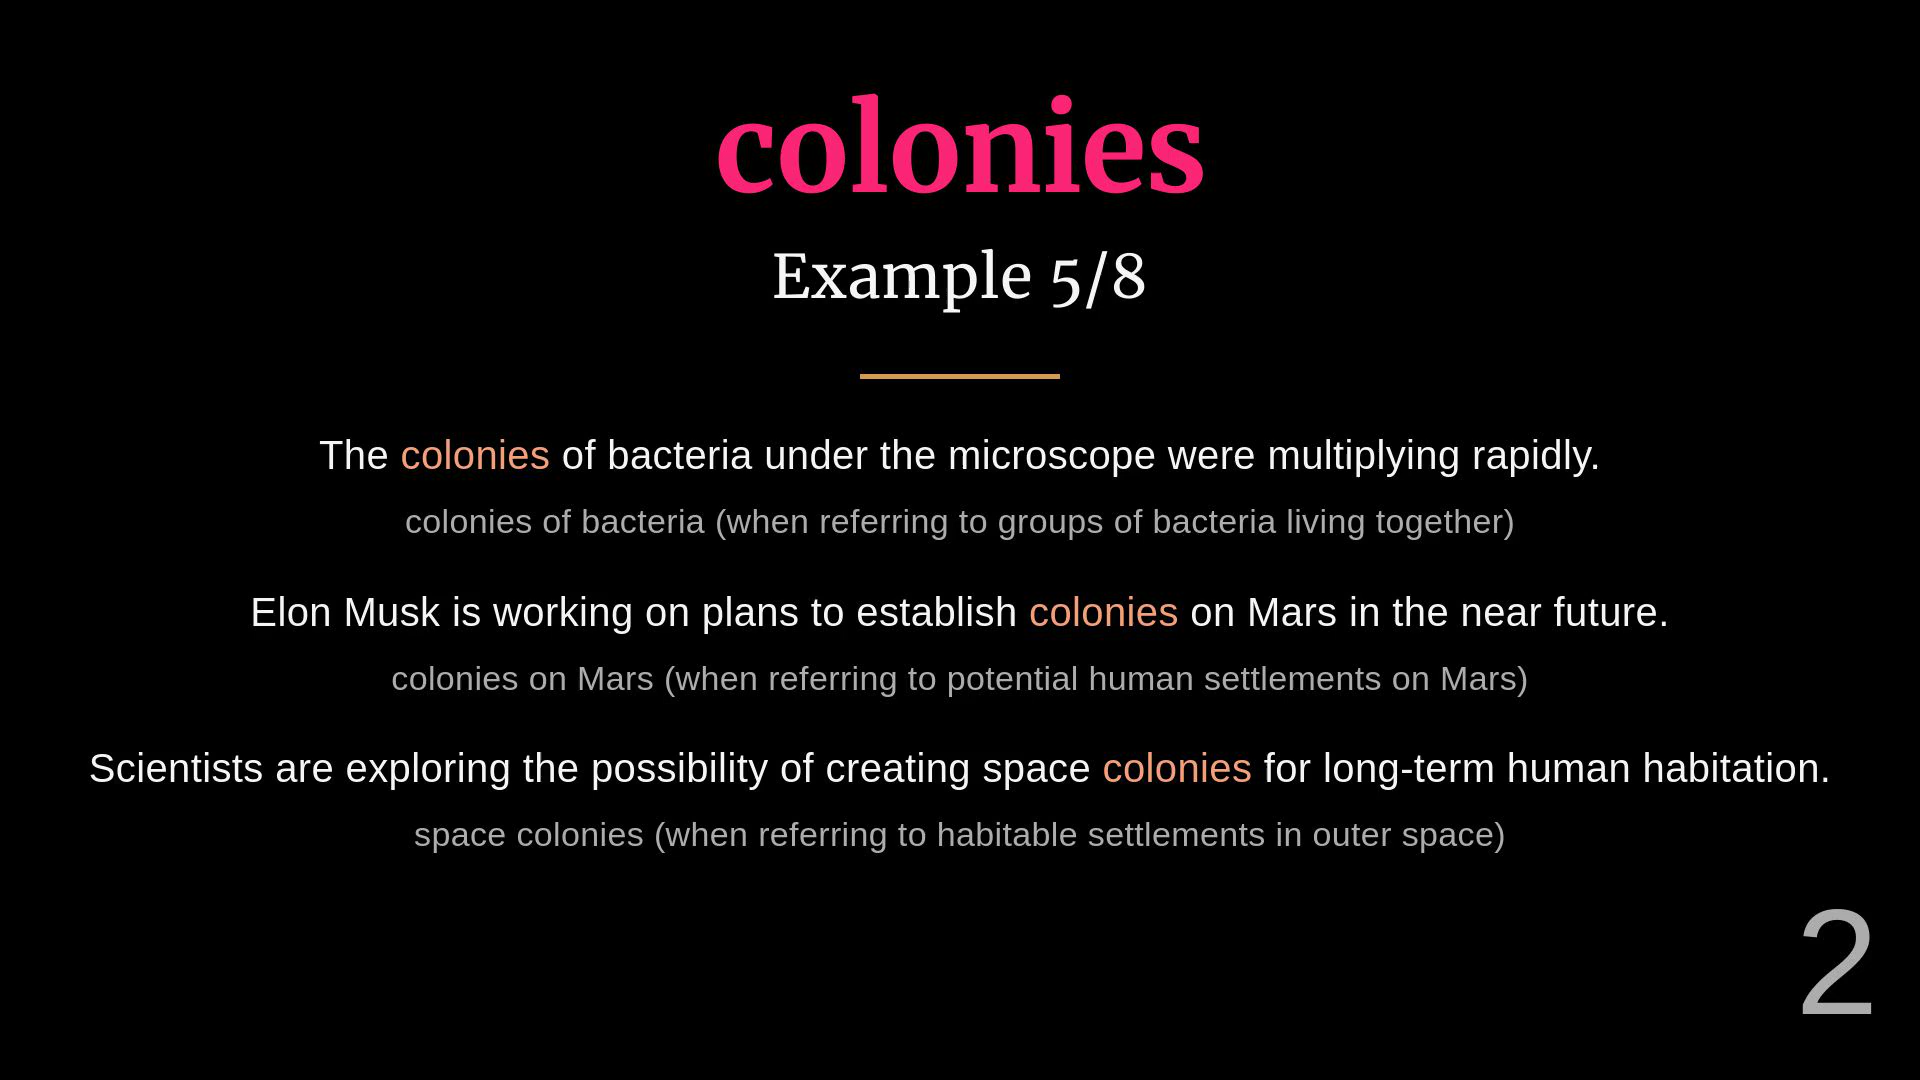 colonies
Example 5/8
The colonies of bacteria under the microscope were multiplying rapidly.
colonies of bacteria (when referring to groups of bacteria living together)
Elon Musk is working on plans to establish colonies on Mars in the near future.
colonies on Mars (when referring to potential human settlements on Mars)
Scientists are exploring the possibility of creating space colonies for long-term human habitation.
space colonies (when referring to habitable settlements in outer space)
2